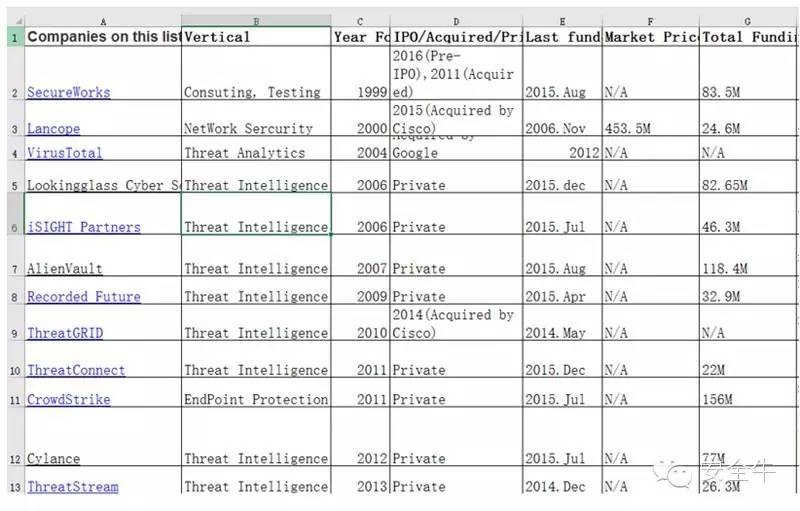 A B C D E F G
1 Companies on this list Vertical Year Fo IPO/Acquired/Pri Last fund Market Price Total Fundin
2 SecureWorks Consuting, Testing 1999 2016(Pre-
IPO),2011(Acquir
ed) 2015.Aug N/A 83.5M
3 Lancope NetWork Sercurity 2000 2015(Acquired by
Cisco) 2006.Nov 453.5M 24.6M
4 VirusTotal Threat Analytics 2004 Acquired by
Google 2012 N/A N/A
5 Lookingglass Cyber Se Threat Intelligence 2006 Private 2015.dec N/A 82.65M
6 iSIGHT Partners Threat Intelligence 2006 Private 2015.Jul N/A 46.3M
7 AlienVault Threat Intelligence 2007 Private 2015.Aug N/A 118.4M
8 Recorded Future Threat Intelligence 2009 Private 2015.Apr N/A 32.9M
9 ThreatGRID Threat Intelligence 2010 2014(Acquired by
Cisco) 2014.May N/A N/A
10 ThreatConnect Threat Intelligence 2011 Private 2015.Dec N/A 22M
11 CrowdStrike EndPoint Protection 2011 Private 2015.Jul N/A 156M
12 Cylance Threat Intelligence 2012 Private 2015.Jul N/A 77M
13 ThreatStream Threat Intelligence 2013 Private 2014.Dec N/A 26.3M
安全牛